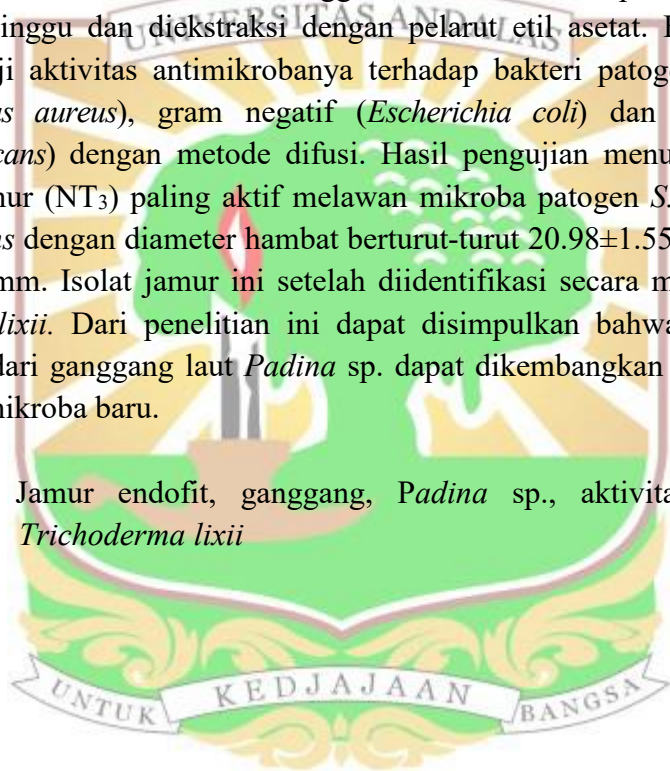 inggu dan diekstraksi dengan pelarut etil asetat.
UNIVERSITAS ANDALAS
ji aktivitas antimikrobanya terhadap bakteri patoge
s aureus), gram negatif (Escherichia coli) dan
cans) dengan metode difusi. Hasil pengujian menu
nur (NT₃) paling aktif melawan mikroba patogen S.
s dengan diameter hambat berturut-turut 20.98±1.55
mm. Isolat jamur ini setelah diidentifikasi secara m
lixii. Dari penelitian ini dapat disimpulkan bahwa
dari ganggang laut Padina sp. dapat dikembangkan
nikroba baru.
Jamur endofit, ganggang, Padina sp., aktivita
Trichoderma lixii
UNTUK KEDJAJAAN BANGSA